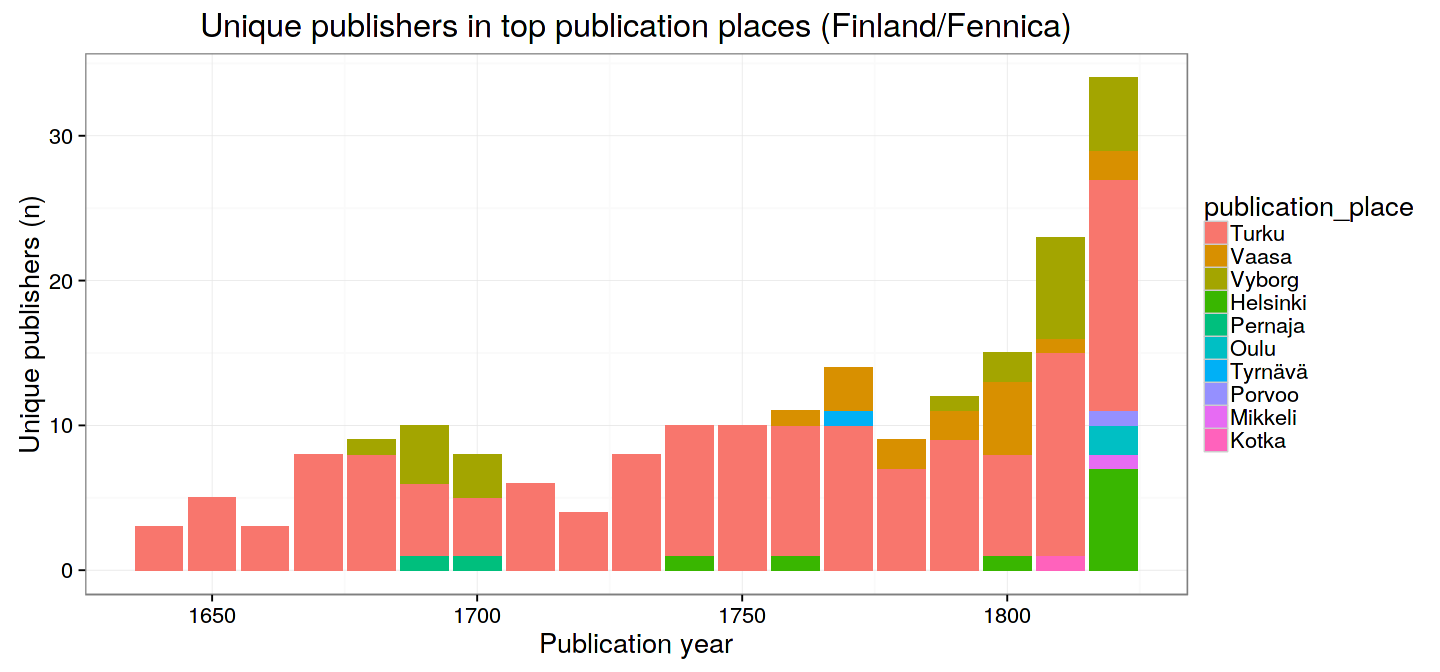 Unique publishers in top publication places (Finland/Fennica)
Unique publishers (n)
30
20
10
0
1650 1700 1750 1800
Publication year
publication_place
Turku
Vaasa
Vyborg
Helsinki
Pernaja
Oulu
Tyrnävä
Porvoo
Mikkeli
Kotka